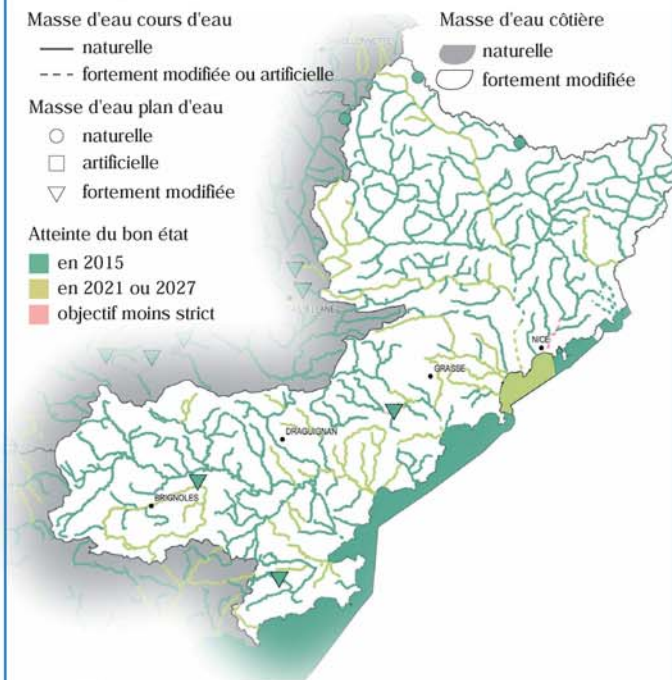 Masse d'eau cours d'eau
naturelle
fortement modifiée ou artificielle
Masse d'eau plan d'eau
naturelle
artificielle
fortement modifiée
Atteinte du bon état
en 2015
en 2021 ou 2027
objectif moins strict
Masse d'eau côtière
naturelle
fortement modifiée
NICE
GRASSE
DRAGUIGNAN
BRIGNOLES